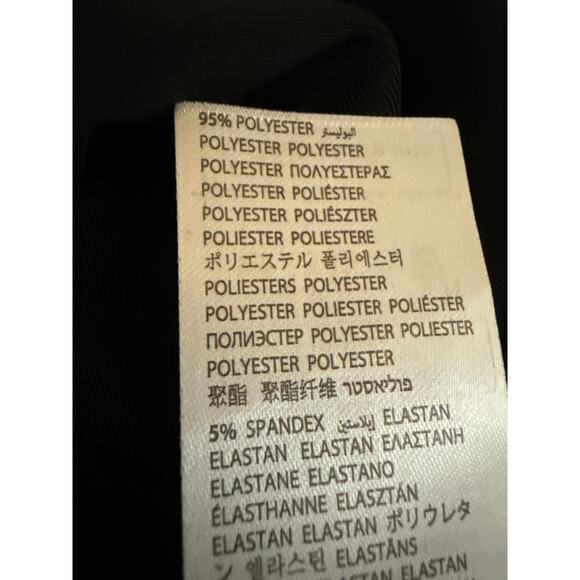 95% POLYESTER البوليستر
POLYESTER POLYESTER
POLYESTER ΠΟΛΥΕΣΤΕΡΑΣ
POLYESTER POLIÉSTER
POLYESTER POLIÉSZTER
POLIESTER POLIESTERE
ポリエステル 폴리에스터
POLIESTERS POLYESTER
POLYESTER POLIESTER POLIÉSTER
ПОЛИЭСТЕР POLYESTER POLIESTER
POLYESTER POLYESTER
聚酯 聚酯纤维 פוליאסטר
5% SPANDEX إيلاستين ELASTAN
ELASTAN ELASTAN ΕΛΑΣΤΑΝΗ
ELASTANE ELASTANO
ÉLASTHANNE ELASZTÁN
ELASTAN ELASTAN ポリウレタ
ン 엘라스틴 ELASTĀNS
ELASTAN